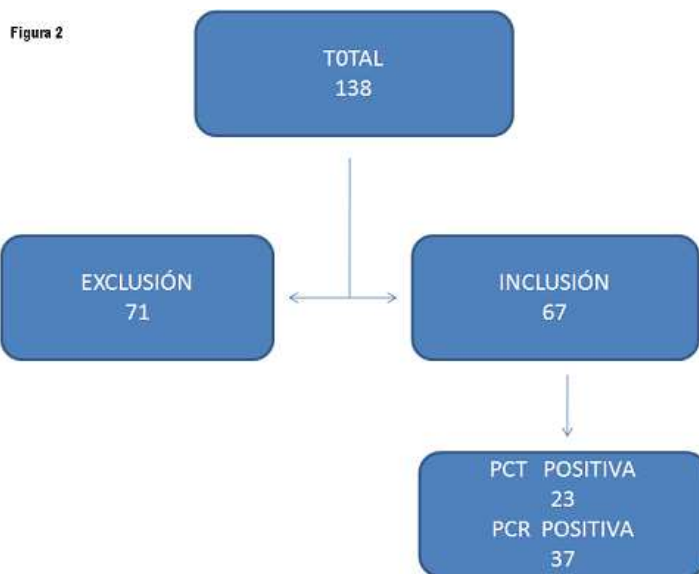 Figura 2
TOTAL
138
EXCLUSIÓN
71
INCLUSIÓN
67
PCT POSITIVA
23
PCR POSITIVA
37